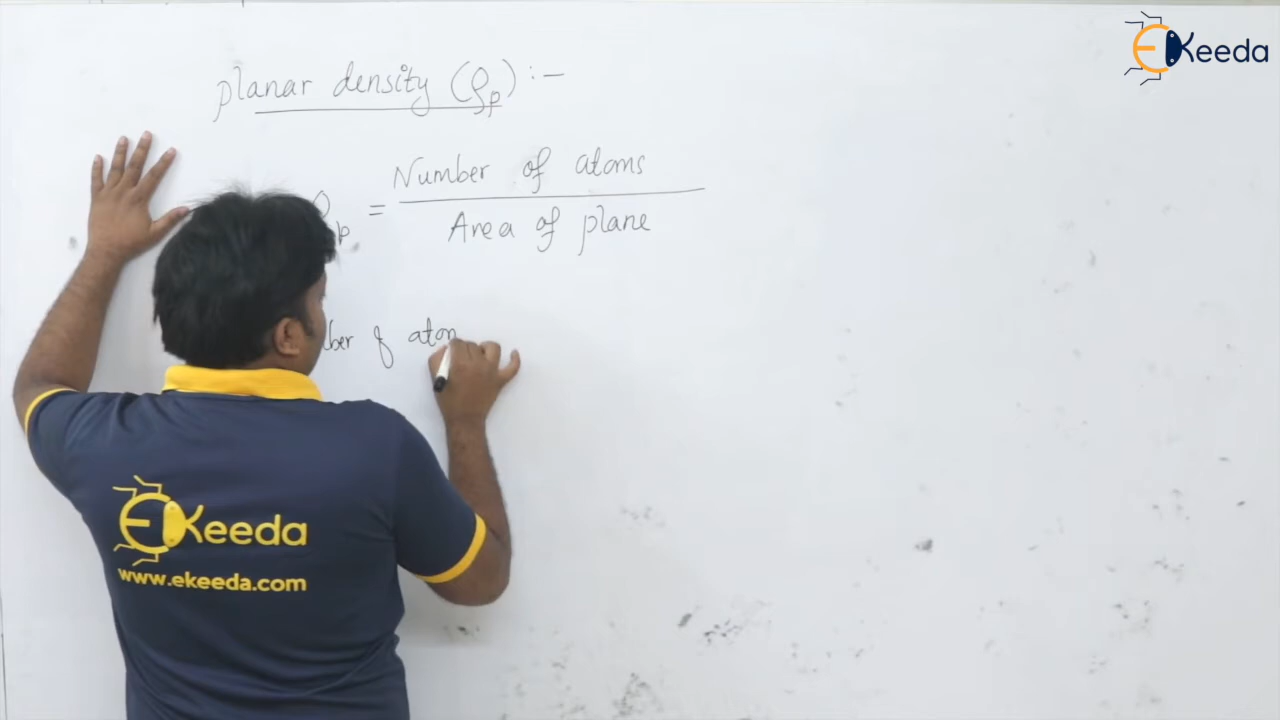 EKeeda
planar density (ρp) :-
ρp = Number of atoms
Area of plane
ber of atom
EKeeda
www.ekeeda.com